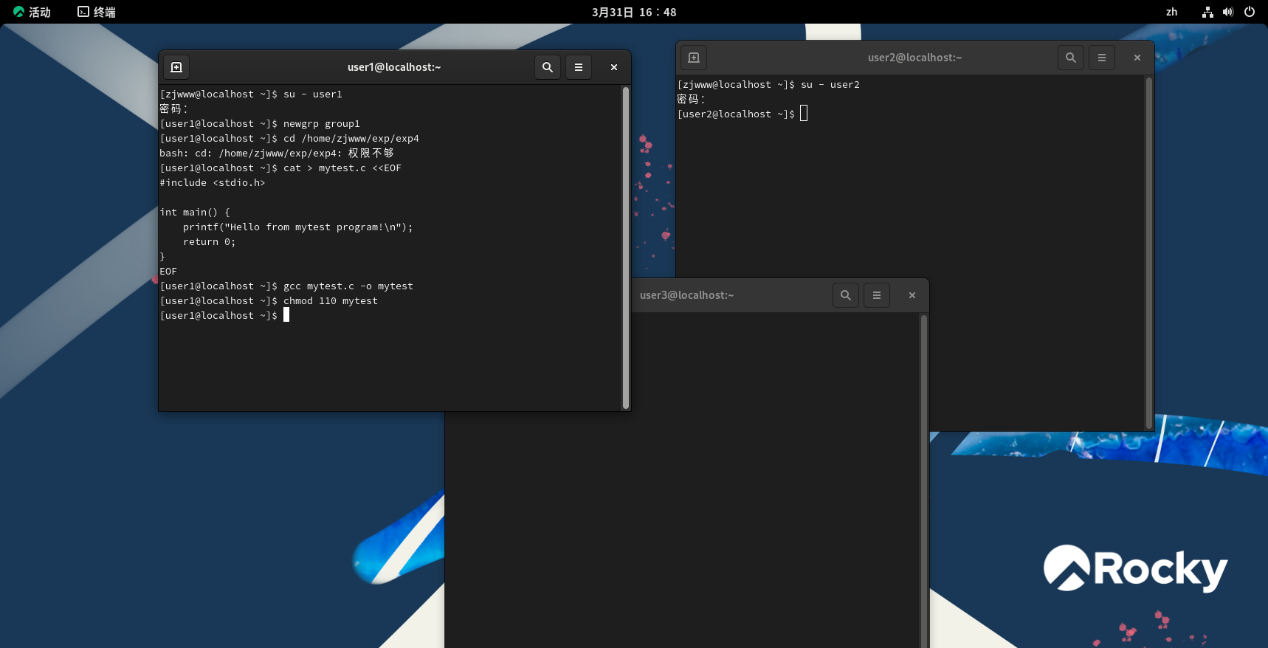 活动
终端
3月31日 16：48
zh
user1@localhost:~
[zjwww@localhost ~]$ su - user1
密码：
[user1@localhost ~]$ newgrp group1
[user1@localhost ~]$ cd /home/zjwww/exp/exp4
bash: cd: /home/zjwww/exp/exp4: 权限不够
[user1@localhost ~]$ cat > mytest.c <<EOF
#include <stdio.h>
int main() {
    printf("Hello from mytest program!\n");
    return 0;
}
EOF
[user1@localhost ~]$ gcc mytest.c -o mytest
[user1@localhost ~]$ chmod 110 mytest
[user1@localhost ~]$
user2@localhost:~
[zjwww@localhost ~]$ su - user2
密码：
[user2@localhost ~]$
user3@localhost:~
Rocky